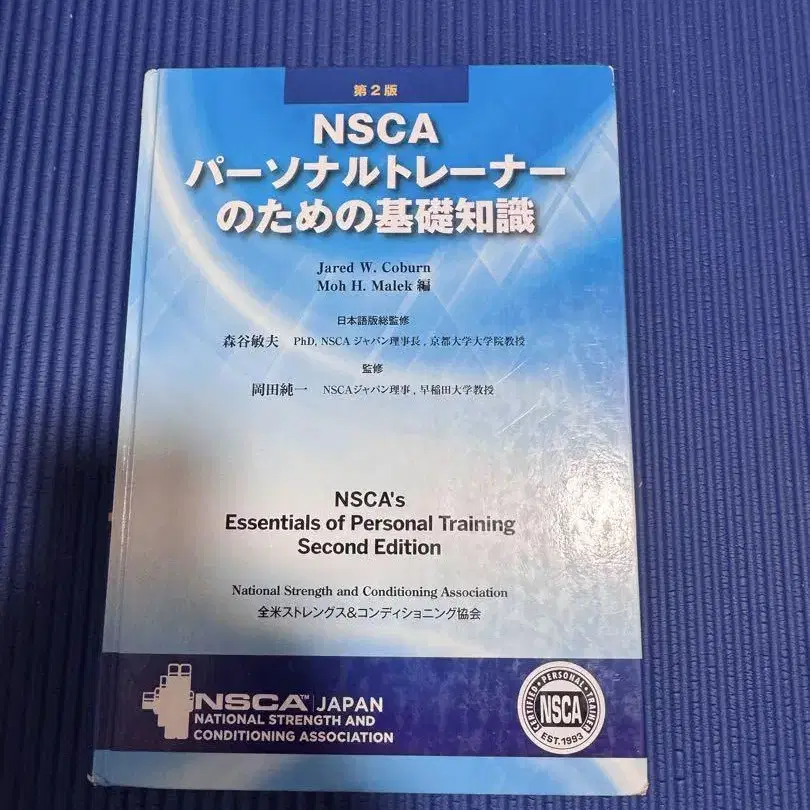 第2版
NSCA
パーソナルトレーナー
のための基礎知識
Jared W. Coburn
Moh H. Malek 編
日本語版総監修
森谷敏夫 PhD, NSCA ジャパン理事長, 京都大学大学院教授
監修
岡田純一 NSCAジャパン理事, 早稲田大学教授
NSCA's
Essentials of Personal Training
Second Edition
National Strength and Conditioning Association
全米ストレングス&コンディショニング協会
NSCA™ JAPAN
NATIONAL STRENGTH AND
CONDITIONING ASSOCIATION
CERTIFIED • PERSONAL • TRAINER
NSCA
EST. 1993